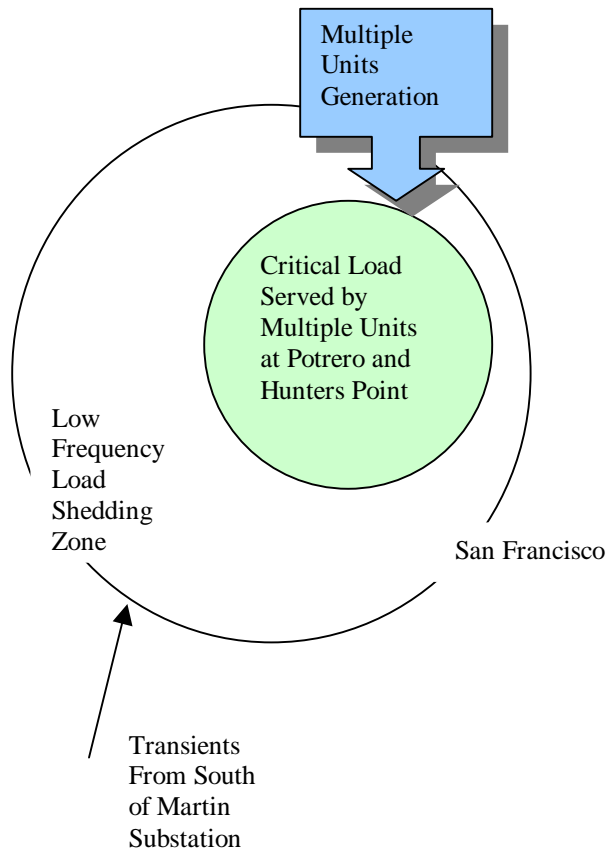 Multiple
Units
Generation
Critical Load
Served by
Multiple Units
at Potrero and
Hunters Point
Low
Frequency
Load
Shedding
Zone
San Francisco
Transients
From South
of Martin
Substation